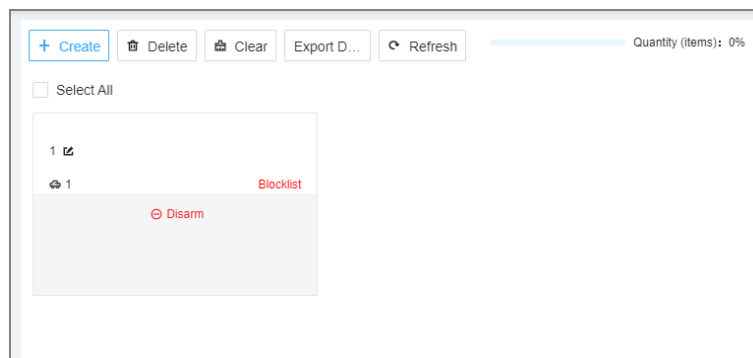 Create Delete Clear Export D... Refresh Quantity (items): 0%
Select All
1
1 Blocklist
Disarm